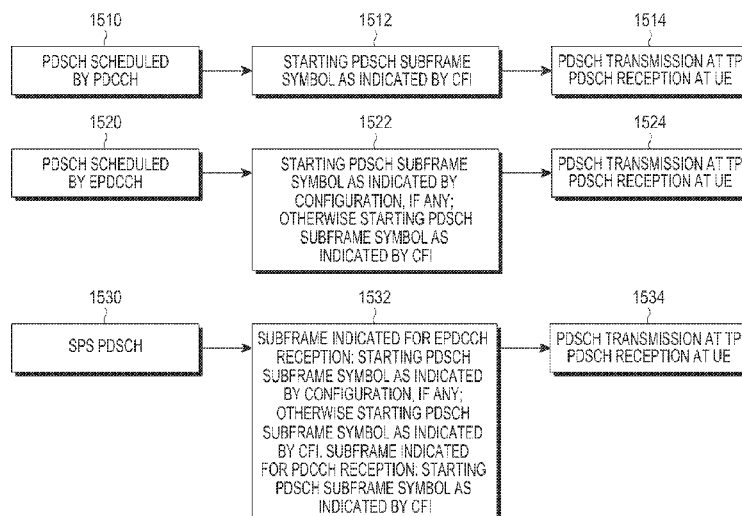 1510
1512
1514
PDSCH SCHEDULED
BY PDCCH
STARTING PDSCH SUBFRAME
SYMBOL AS INDICATED BY CFI
PDSCH TRANSMISSION AT TP
PDSCH RECEPTION AT UE
1520
1522
1524
PDSCH SCHEDULED
BY EPDCCH
STARTING PDSCH SUBFRAME
SYMBOL AS INDICATED BY
CONFIGURATION, IF ANY;
OTHERWISE STARTING PDSCH
SUBFRAME SYMBOL AS
INDICATED BY CFI
PDSCH TRANSMISSION AT TP
PDSCH RECEPTION AT UE
1530
1532
1534
SPS PDSCH
SUBFRAME INDICATED FOR EPDCCH
RECEPTION: STARTING PDSCH
SUBFRAME SYMBOL AS INDICATED
BY CONFIGURATION, IF ANY;
OTHERWISE STARTING PDSCH
SUBFRAME SYMBOL AS INDICATED
BY CFI. SUBFRAME INDICATED
FOR PDCCH RECEPTION: STARTING
PDSCH SUBFRAME SYMBOL AS
INDICATED BY CFI
PDSCH TRANSMISSION AT TP
PDSCH RECEPTION AT UE